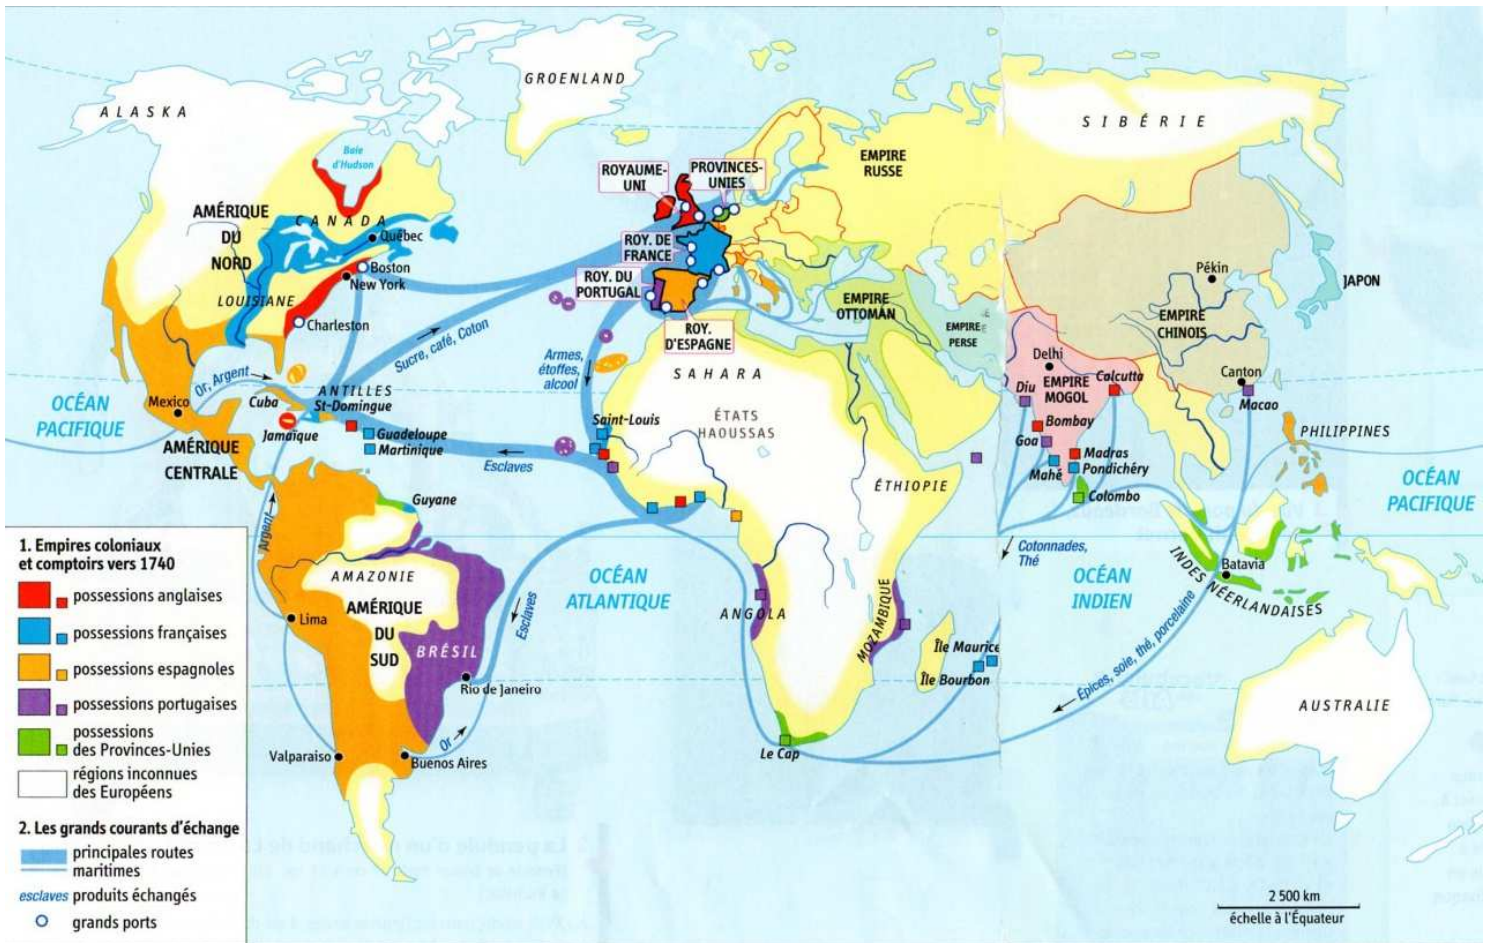 GROENLAND
ALASKA
SIBÉRIE
Baie
d'Hudson
ROYAUME-
UNI
PROVINCES-
UNIES
EMPIRE
RUSSE
AMÉRIQUE
DU
NORD
CANADA
Québec
ROY. DE
FRANCE
Boston
New York
ROY. DU
PORTUGAL
Pékin
JAPON
LOUISIANE
Charleston
EMPIRE
OTTOMAN
EMPIRE
PERSE
EMPIRE
CHINOIS
ROY.
D'ESPAGNE
Sucre, café, Coton
Armes,
étoffes,
alcool
SAHARA
Delhi
EMPIRE
MOGOL
Calcutta
Canton
Macao
Or, Argent
ANTILLES
Cuba
St-Domingue
Mexico
OCÉAN
PACIFIQUE
Jamaïque
Guadeloupe
Martinique
Saint-Louis
ÉTATS
HAOUSSAS
Diu
Bombay
Goa
Madras
Mahé
Pondichéry
Colombo
PHILIPPINES
AMÉRIQUE
CENTRALE
Esclaves
ÉTHIOPIE
OCÉAN
PACIFIQUE
Guyane
Argent
Cotonnades,
Thé
AMAZONIE
OCÉAN
ATLANTIQUE
OCÉAN
INDIEN
INDES NÉERLANDAISES
Batavia
Lima
AMÉRIQUE
DU
SUD
BRÉSIL
Esclaves
ANGOLA
MOZAMBIQUE
Île Maurice
Île Bourbon
Épices, soie, thé, porcelaine
Rio de Janeiro
AUSTRALIE
Valparaiso
Or
Buenos Aires
Le Cap
1. Empires coloniaux
et comptoirs vers 1740
possessions anglaises
possessions françaises
possessions espagnoles
possessions portugaises
possessions
des Provinces-Unies
régions inconnues
des Européens
2. Les grands courants d'échange
principales routes
maritimes
esclaves produits échangés
grands ports
2 500 km
échelle à l'Équateur